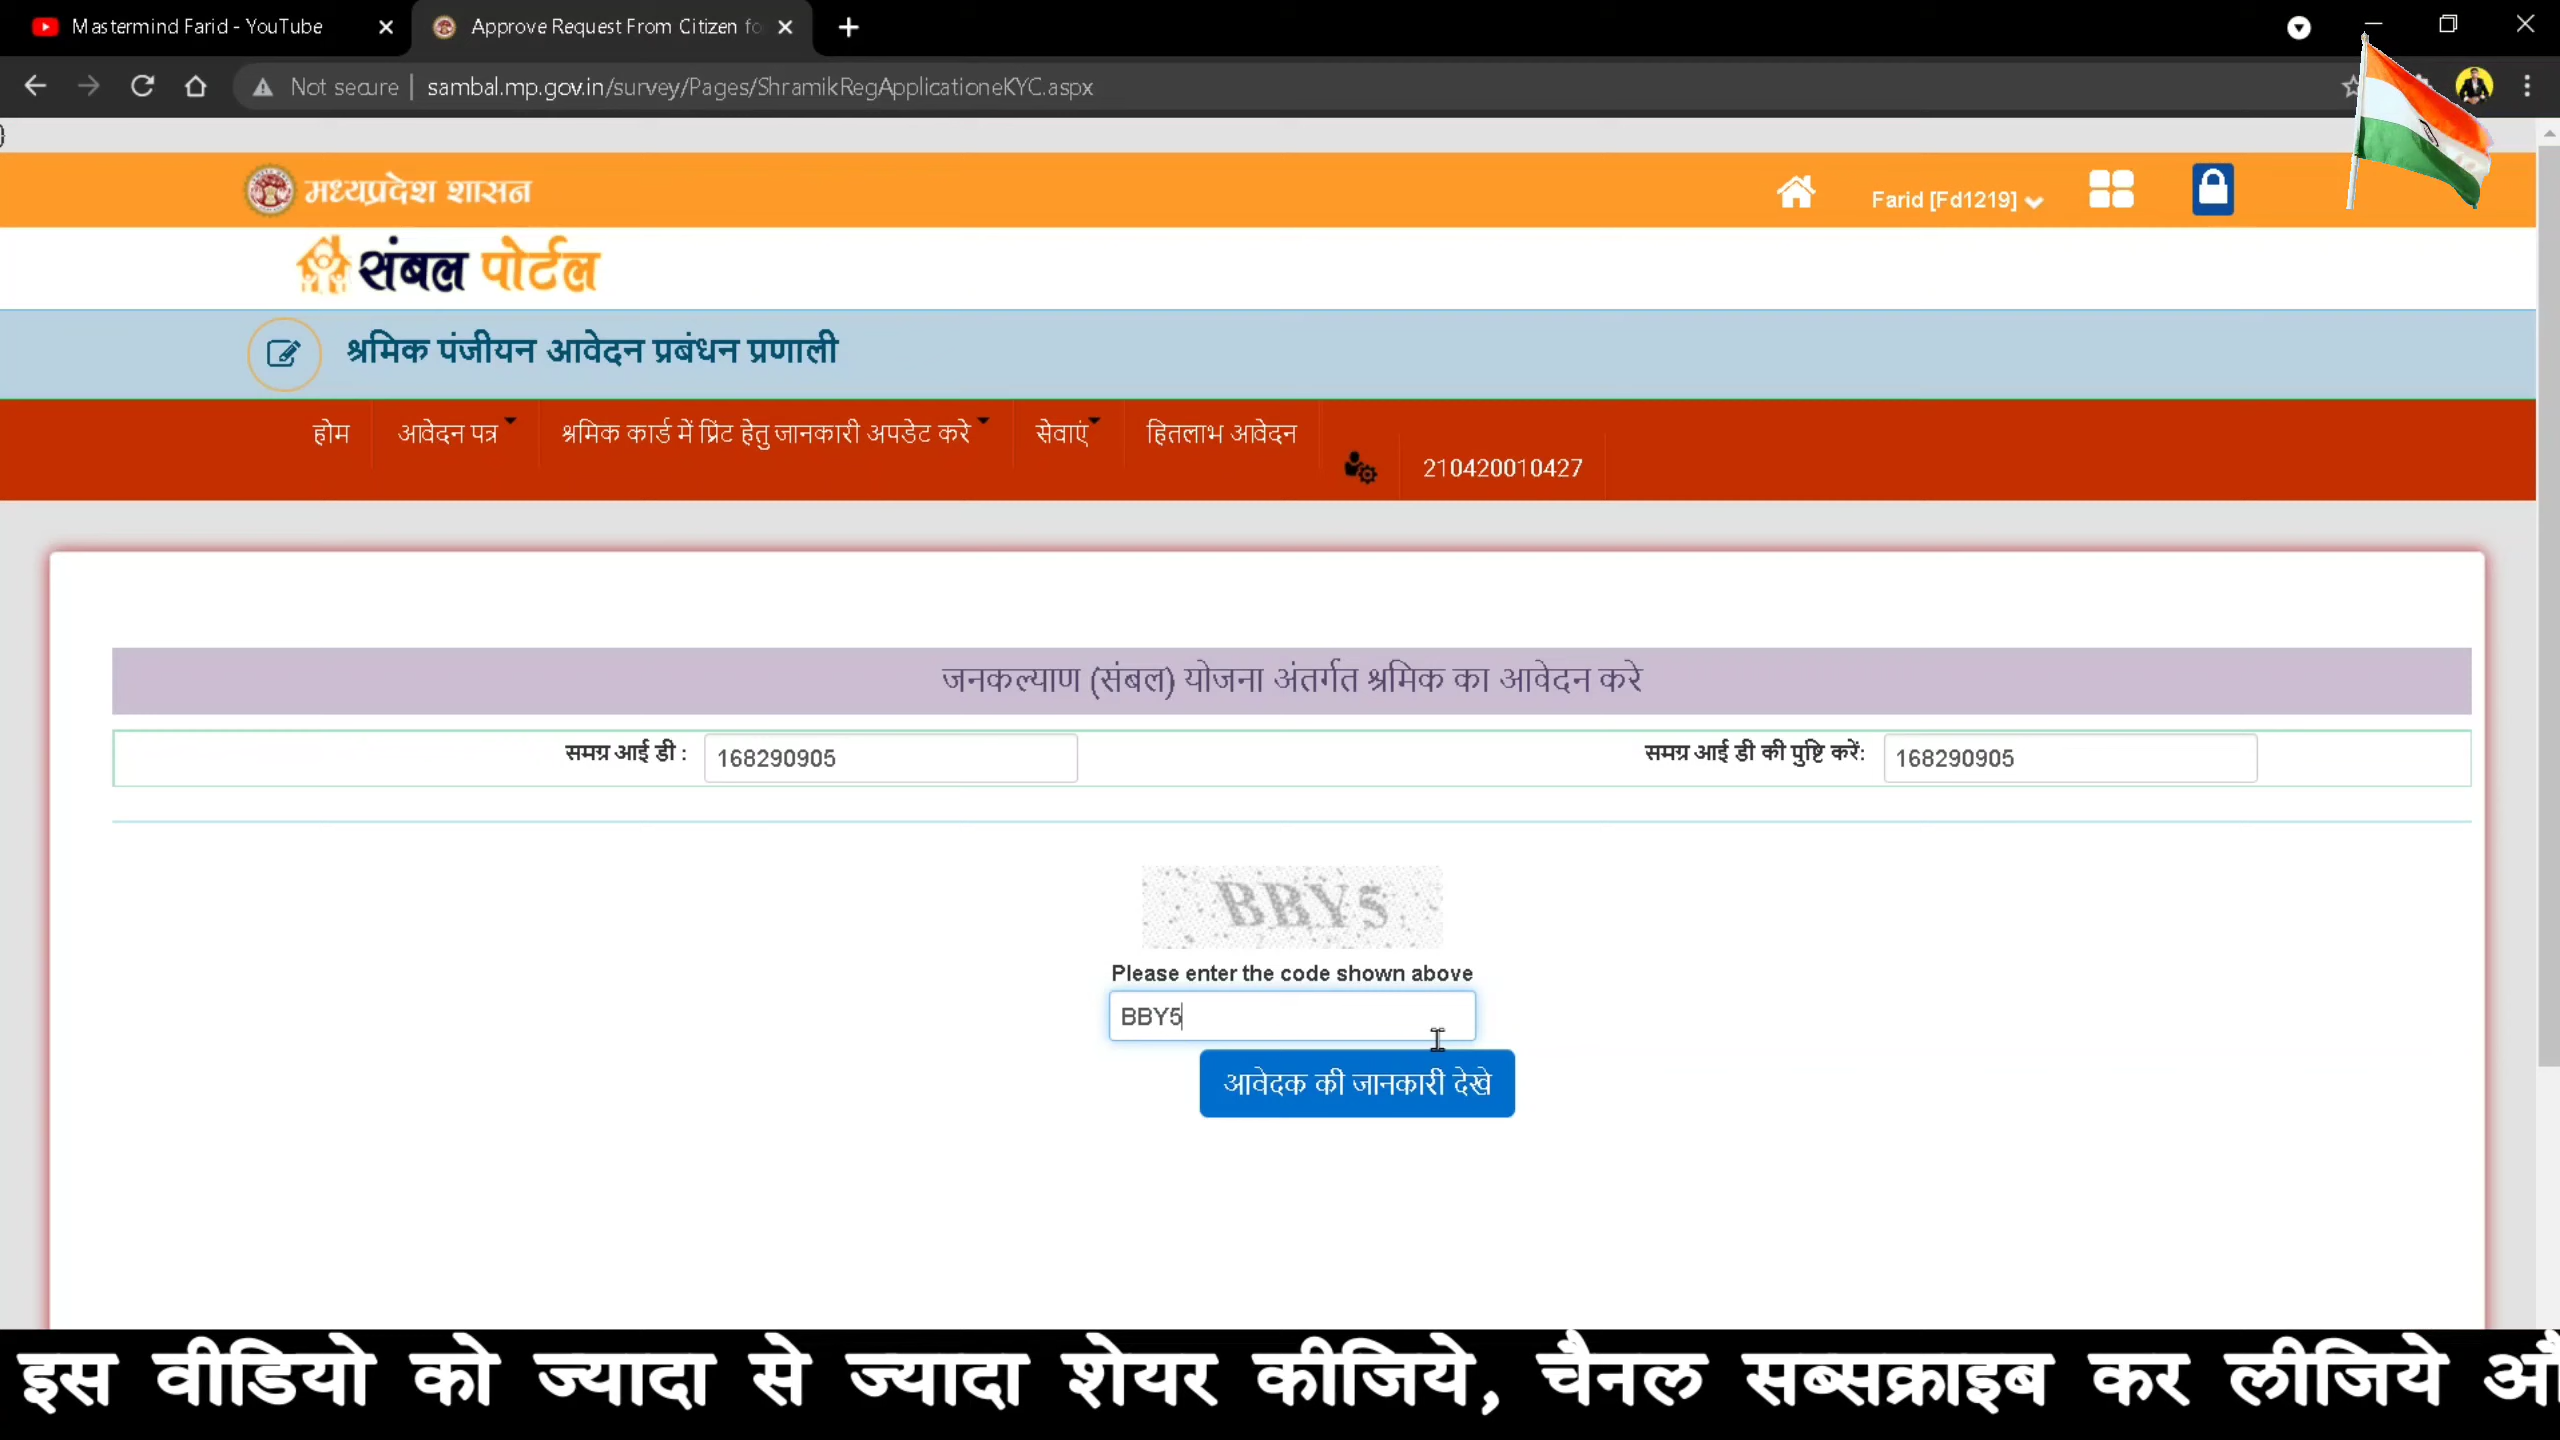 Mastermind Farid - YouTube
Approve Request From Citizen fo
Not secure
sambal.mp.gov.in/survey/Pages/ShramikRegApplicationeKYC.aspx
मध्यप्रदेश शासन
Farid [Fd1219]
संबल पोर्टल
श्रमिक पंजीयन आवेदन प्रबंधन प्रणाली
होम आवेदन पत्र श्रमिक कार्ड में प्रिंट हेतु जानकारी अपडेट करे सेवाएं हितलाभ आवेदन
210420010427
जनकल्याण (संबल) योजना अंतर्गत श्रमिक का आवेदन करे
समग्र आई डी : 168290905 समग्र आई डी की पुष्टि करें: 168290905
BBY5
Please enter the code shown above
BBY5
आवेदक की जानकारी देखे
इस वीडियो को ज्यादा से ज्यादा शेयर कीजिये, चैनल सब्सक्राइब कर लीजिये